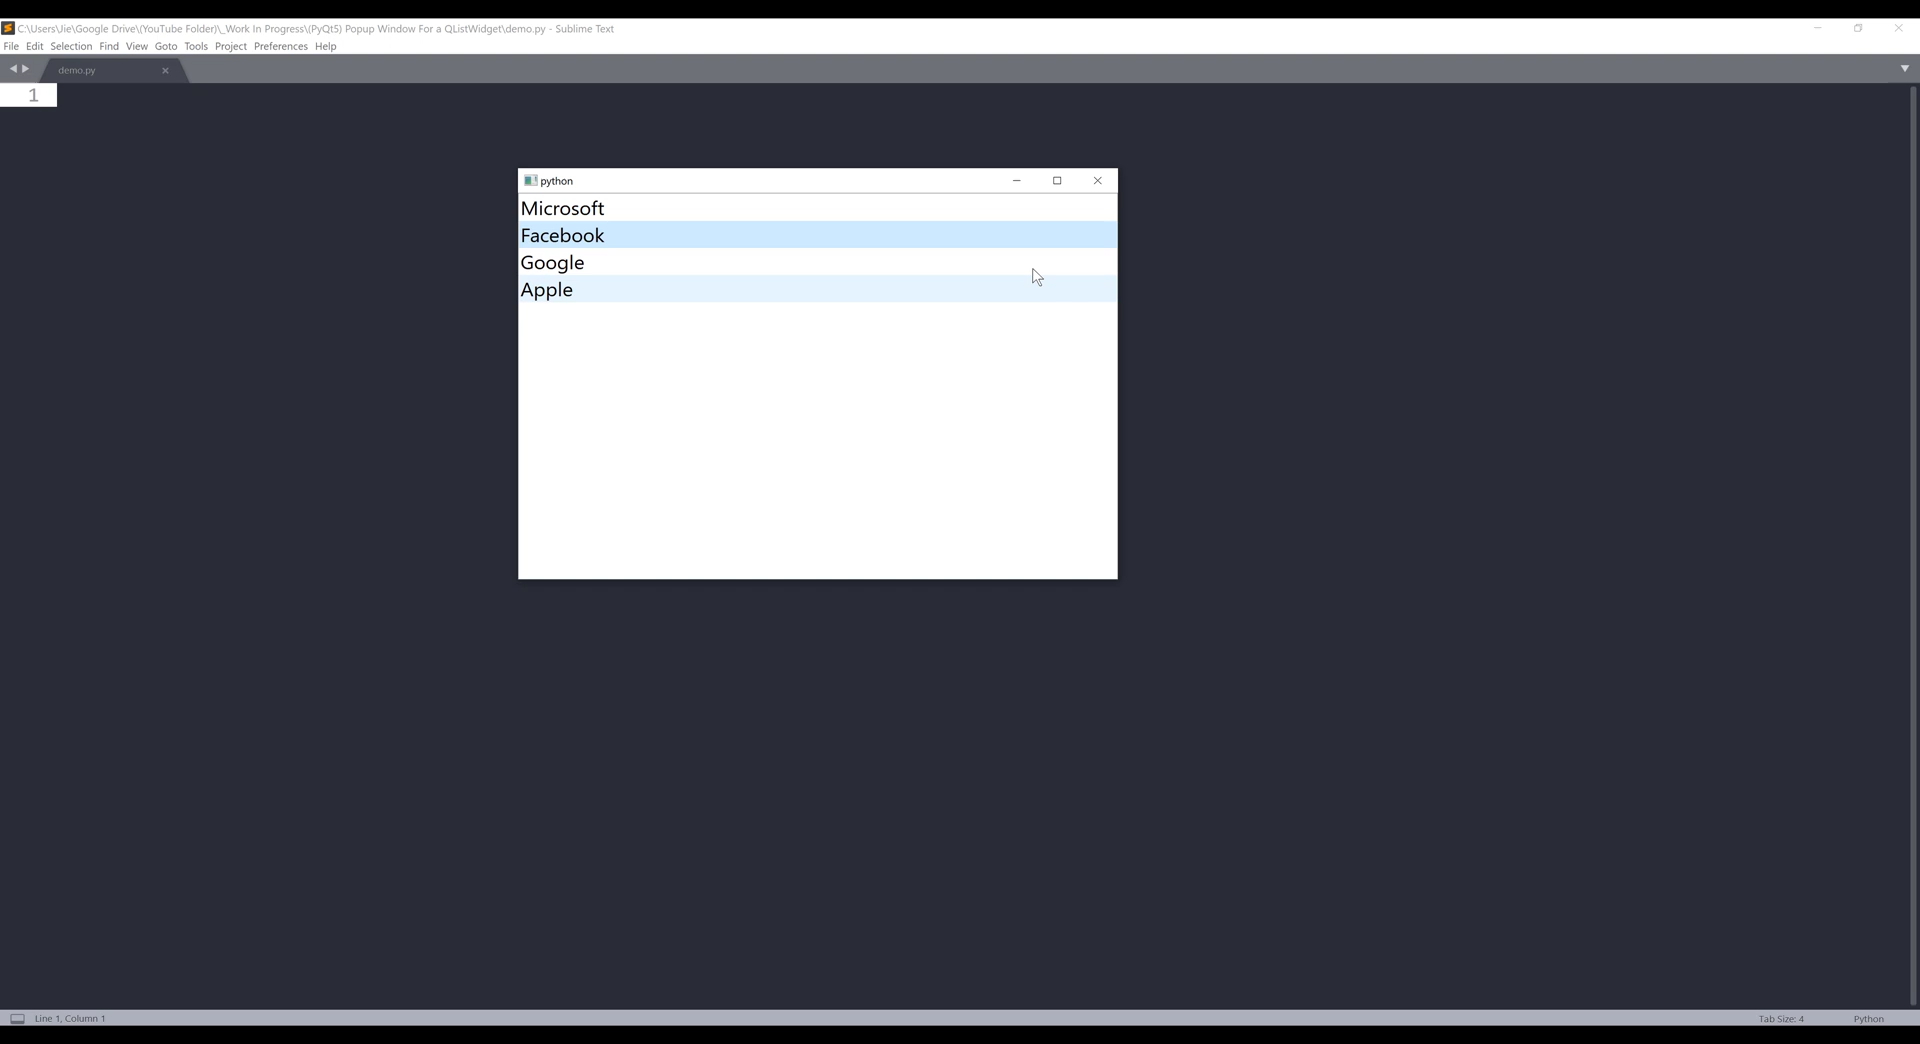 C:\Users\Jie\Google Drive\(YouTube Folder)\_Work In Progress\(PyQt5) Popup Window For a QListWidget\demo.py - Sublime Text
File Edit Selection Find View Goto Tools Project Preferences Help
demo.py
1
python
Microsoft
Facebook
Google
Apple
Line 1, Column 1
Tab Size: 4
Python